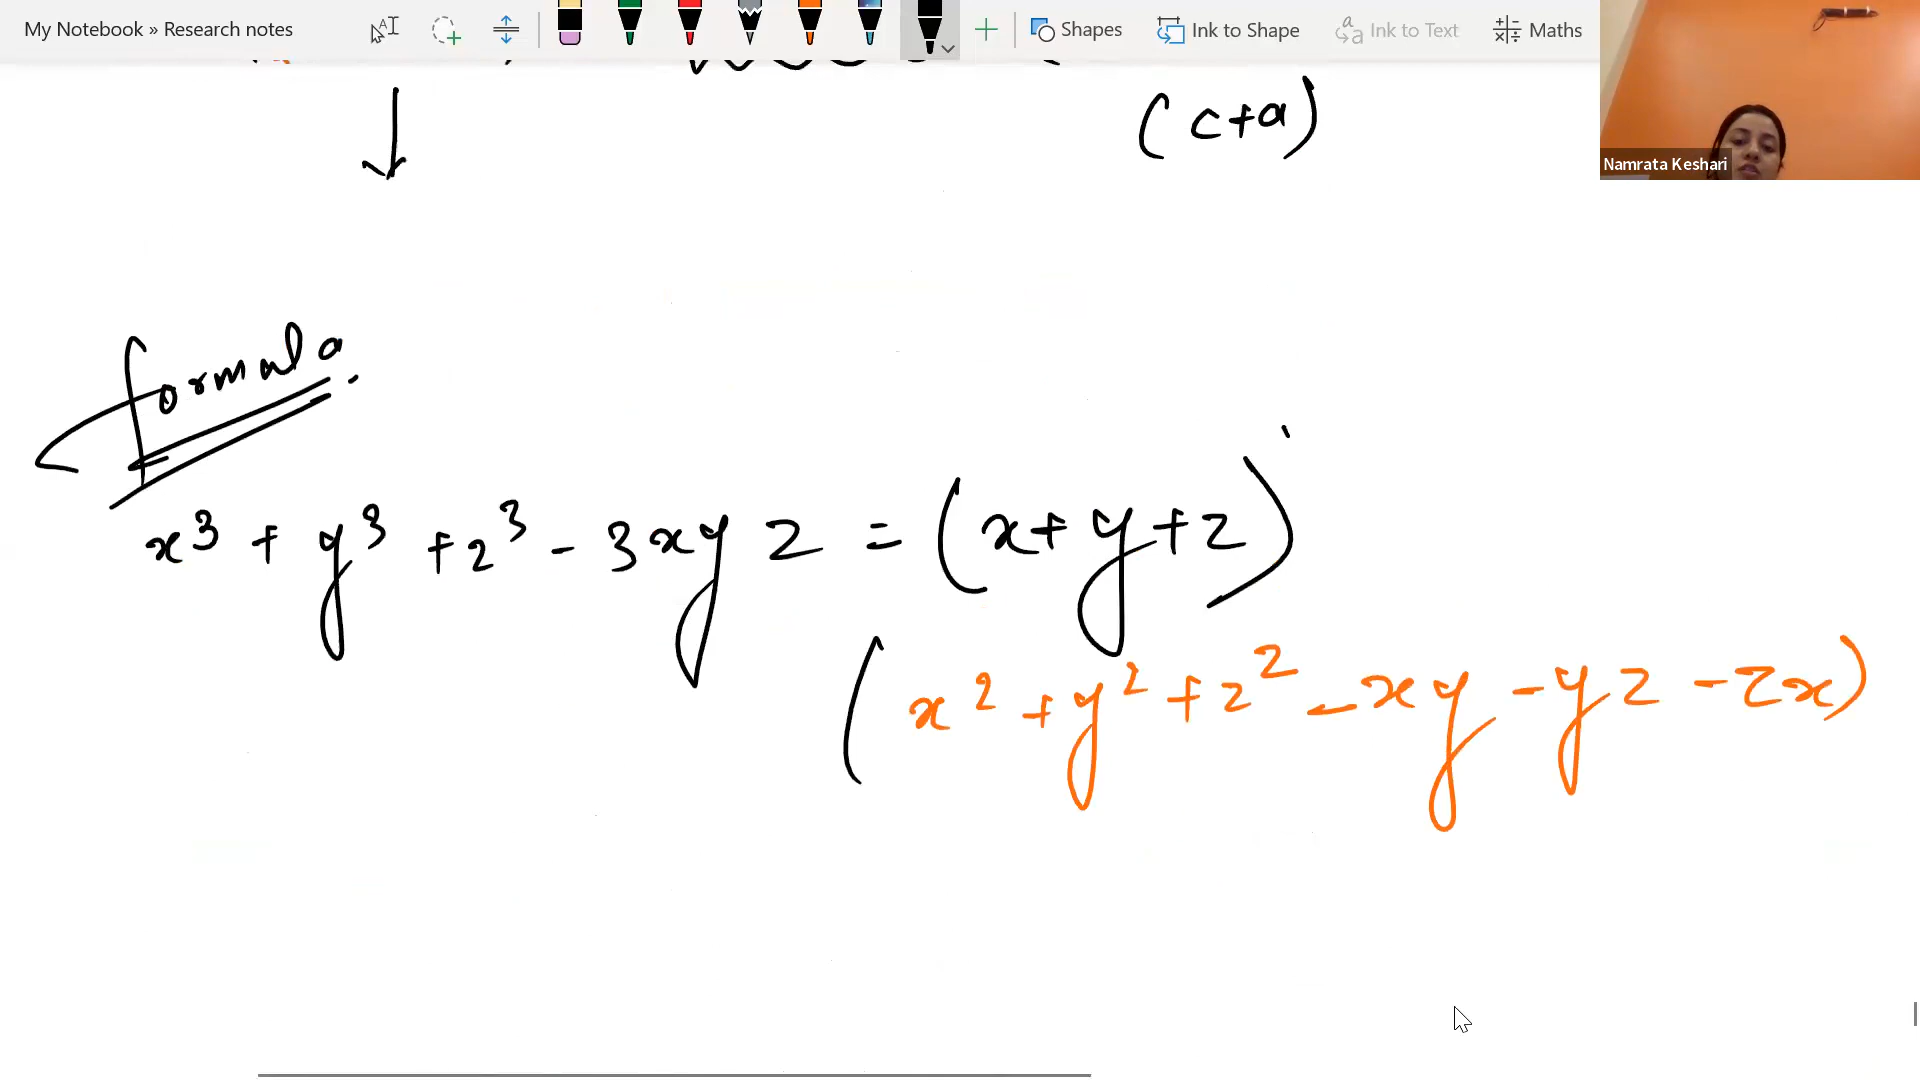 My Notebook » Research notes
Shapes
Ink to Shape
Ink to Text
Maths
Namrata Keshari
(c+a)
formula.
x³ + y³ + z³ - 3xyz = (x+y+z)
(x² + y² + z² - xy - yz - zx)